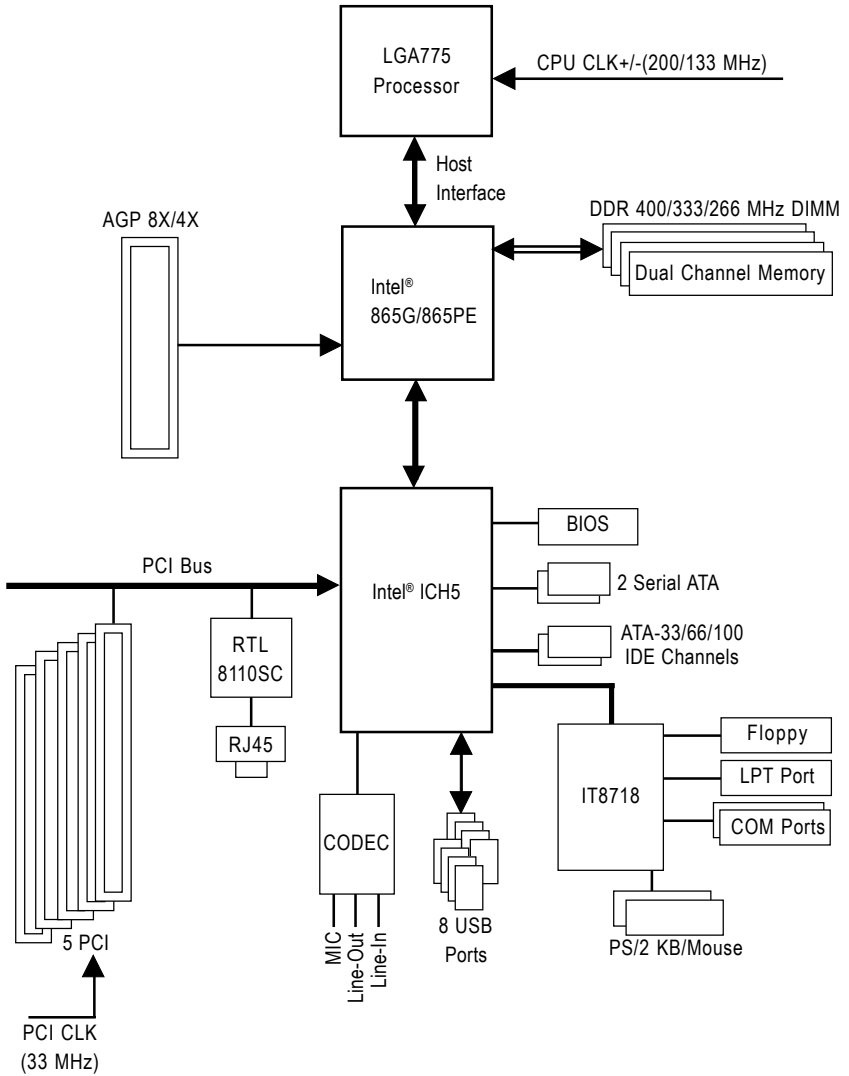 LGA775
Processor
CPU CLK+/-(200/133 MHz)
Host
Interface
AGP 8X/4X
DDR 400/333/266 MHz DIMM
Dual Channel Memory
Intel®
865G/865PE
BIOS
PCI Bus
Intel® ICH5
2 Serial ATA
ATA-33/66/100
IDE Channels
RTL
8110SC
RJ45
Floppy
LPT Port
IT8718
COM Ports
CODEC
MIC
Line-Out
Line-In
8 USB
Ports
PS/2 KB/Mouse
5 PCI
PCI CLK
(33 MHz)